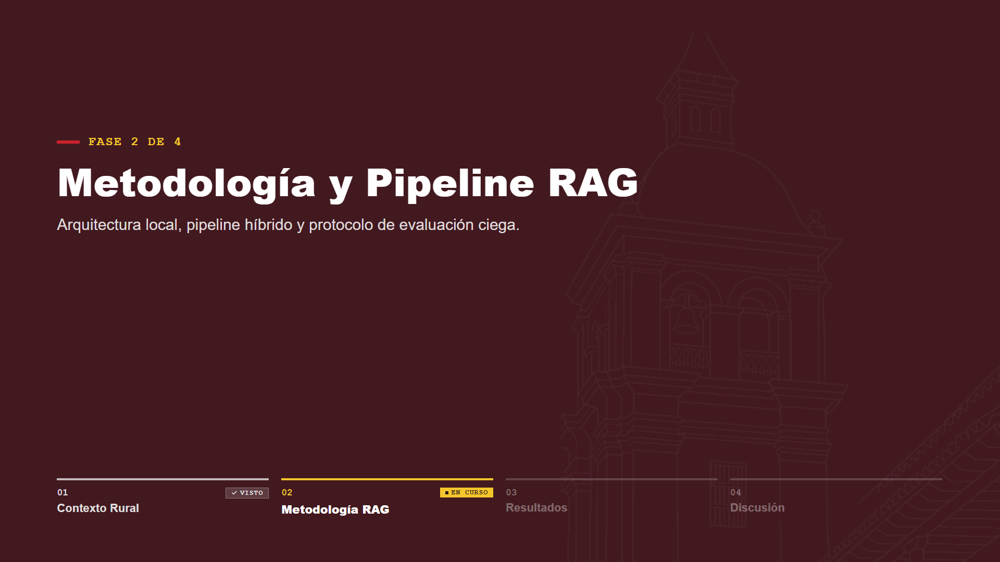 FASE 2 DE 4
Metodología y Pipeline RAG
Arquitectura local, pipeline híbrido y protocolo de evaluación ciega.
01
✓ VISTO
Contexto Rural
02
■ EN CURSO
Metodología RAG
03
Resultados
04
Discusión